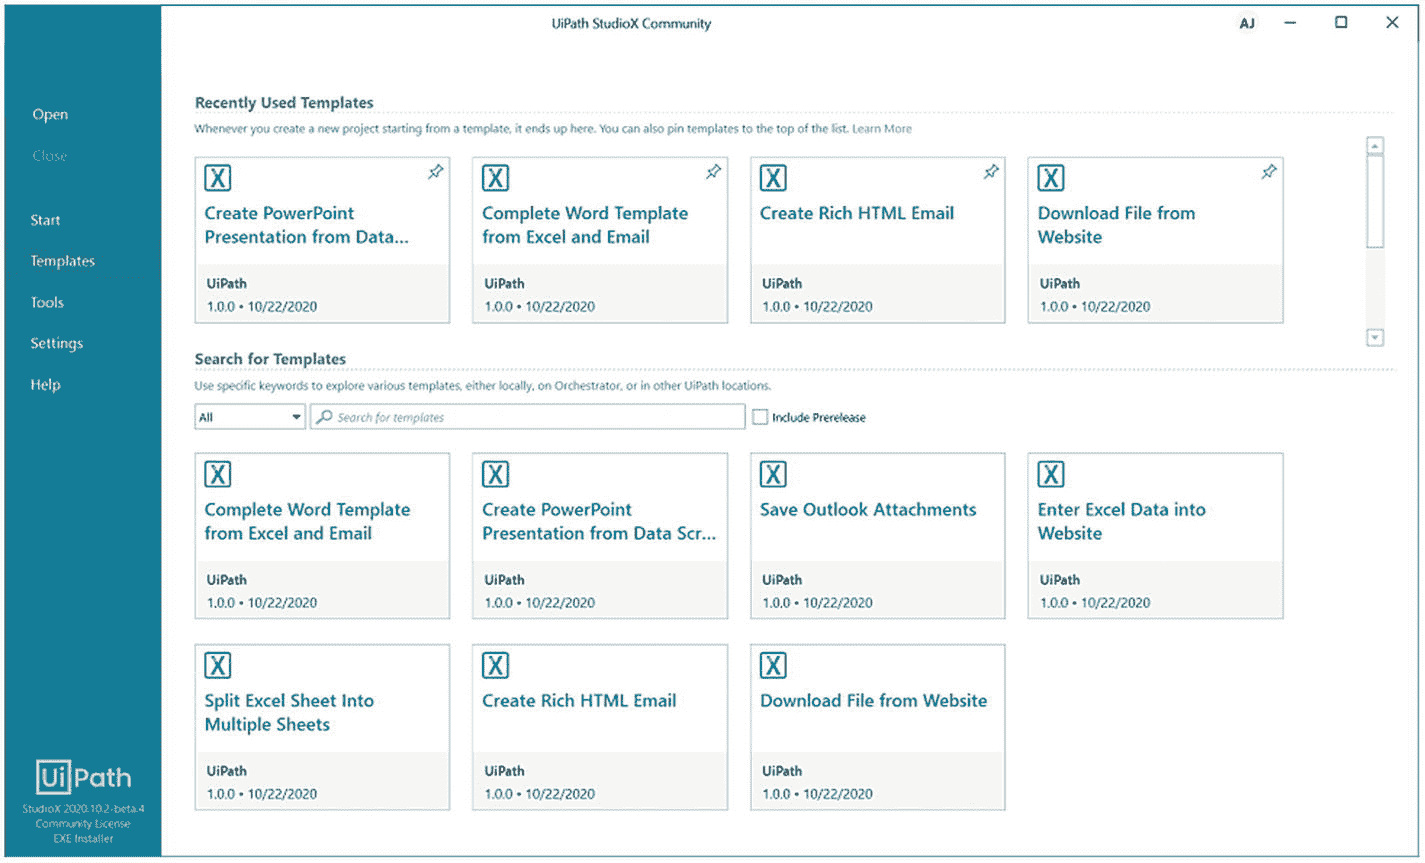 UiPath StudioX Community
AJ
Open
Close
Start
Templates
Tools
Settings
Help
UiPath
StudioX 2020.10.2-beta.4
Community License
EXE Installer
Recently Used Templates
Whenever you create a new project starting from a template, it ends up here. You can also pin templates to the top of the list. Learn More
Create PowerPoint
Presentation from Data...
UiPath
1.0.0 • 10/22/2020
Complete Word Template
from Excel and Email
UiPath
1.0.0 • 10/22/2020
Create Rich HTML Email
UiPath
1.0.0 • 10/22/2020
Download File from
Website
UiPath
1.0.0 • 10/22/2020
Search for Templates
Use specific keywords to explore various templates, either locally, on Orchestrator, or in other UiPath locations.
All
Search for templates
Include Prerelease
Complete Word Template
from Excel and Email
UiPath
1.0.0 • 10/22/2020
Create PowerPoint
Presentation from Data Scr...
UiPath
1.0.0 • 10/22/2020
Save Outlook Attachments
UiPath
1.0.0 • 10/22/2020
Enter Excel Data into
Website
UiPath
1.0.0 • 10/22/2020
Split Excel Sheet Into
Multiple Sheets
UiPath
1.0.0 • 10/22/2020
Create Rich HTML Email
UiPath
1.0.0 • 10/22/2020
Download File from Website
UiPath
1.0.0 • 10/22/2020